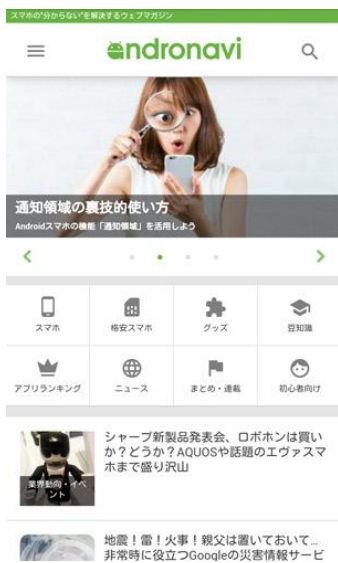 スマホの"分からない"を解決するウェブマガジン
andronavi
通知領域の裏技的使い方
Androidスマホの機能「通知領域」を活用しよう
スマホ
格安スマホ
グッズ
豆知識
アプリランキング
ニュース
まとめ・連載
初心者向け
シャープ新製品発表会、ロボホンは買い
か？どうか？AQUOSや話題のエヴァスマ
ホまで盛り沢山
業界動向・イベ
ント
地震！雷！火事！親父は置いておいて…
非常時に役立つGoogleの災害情報サービ